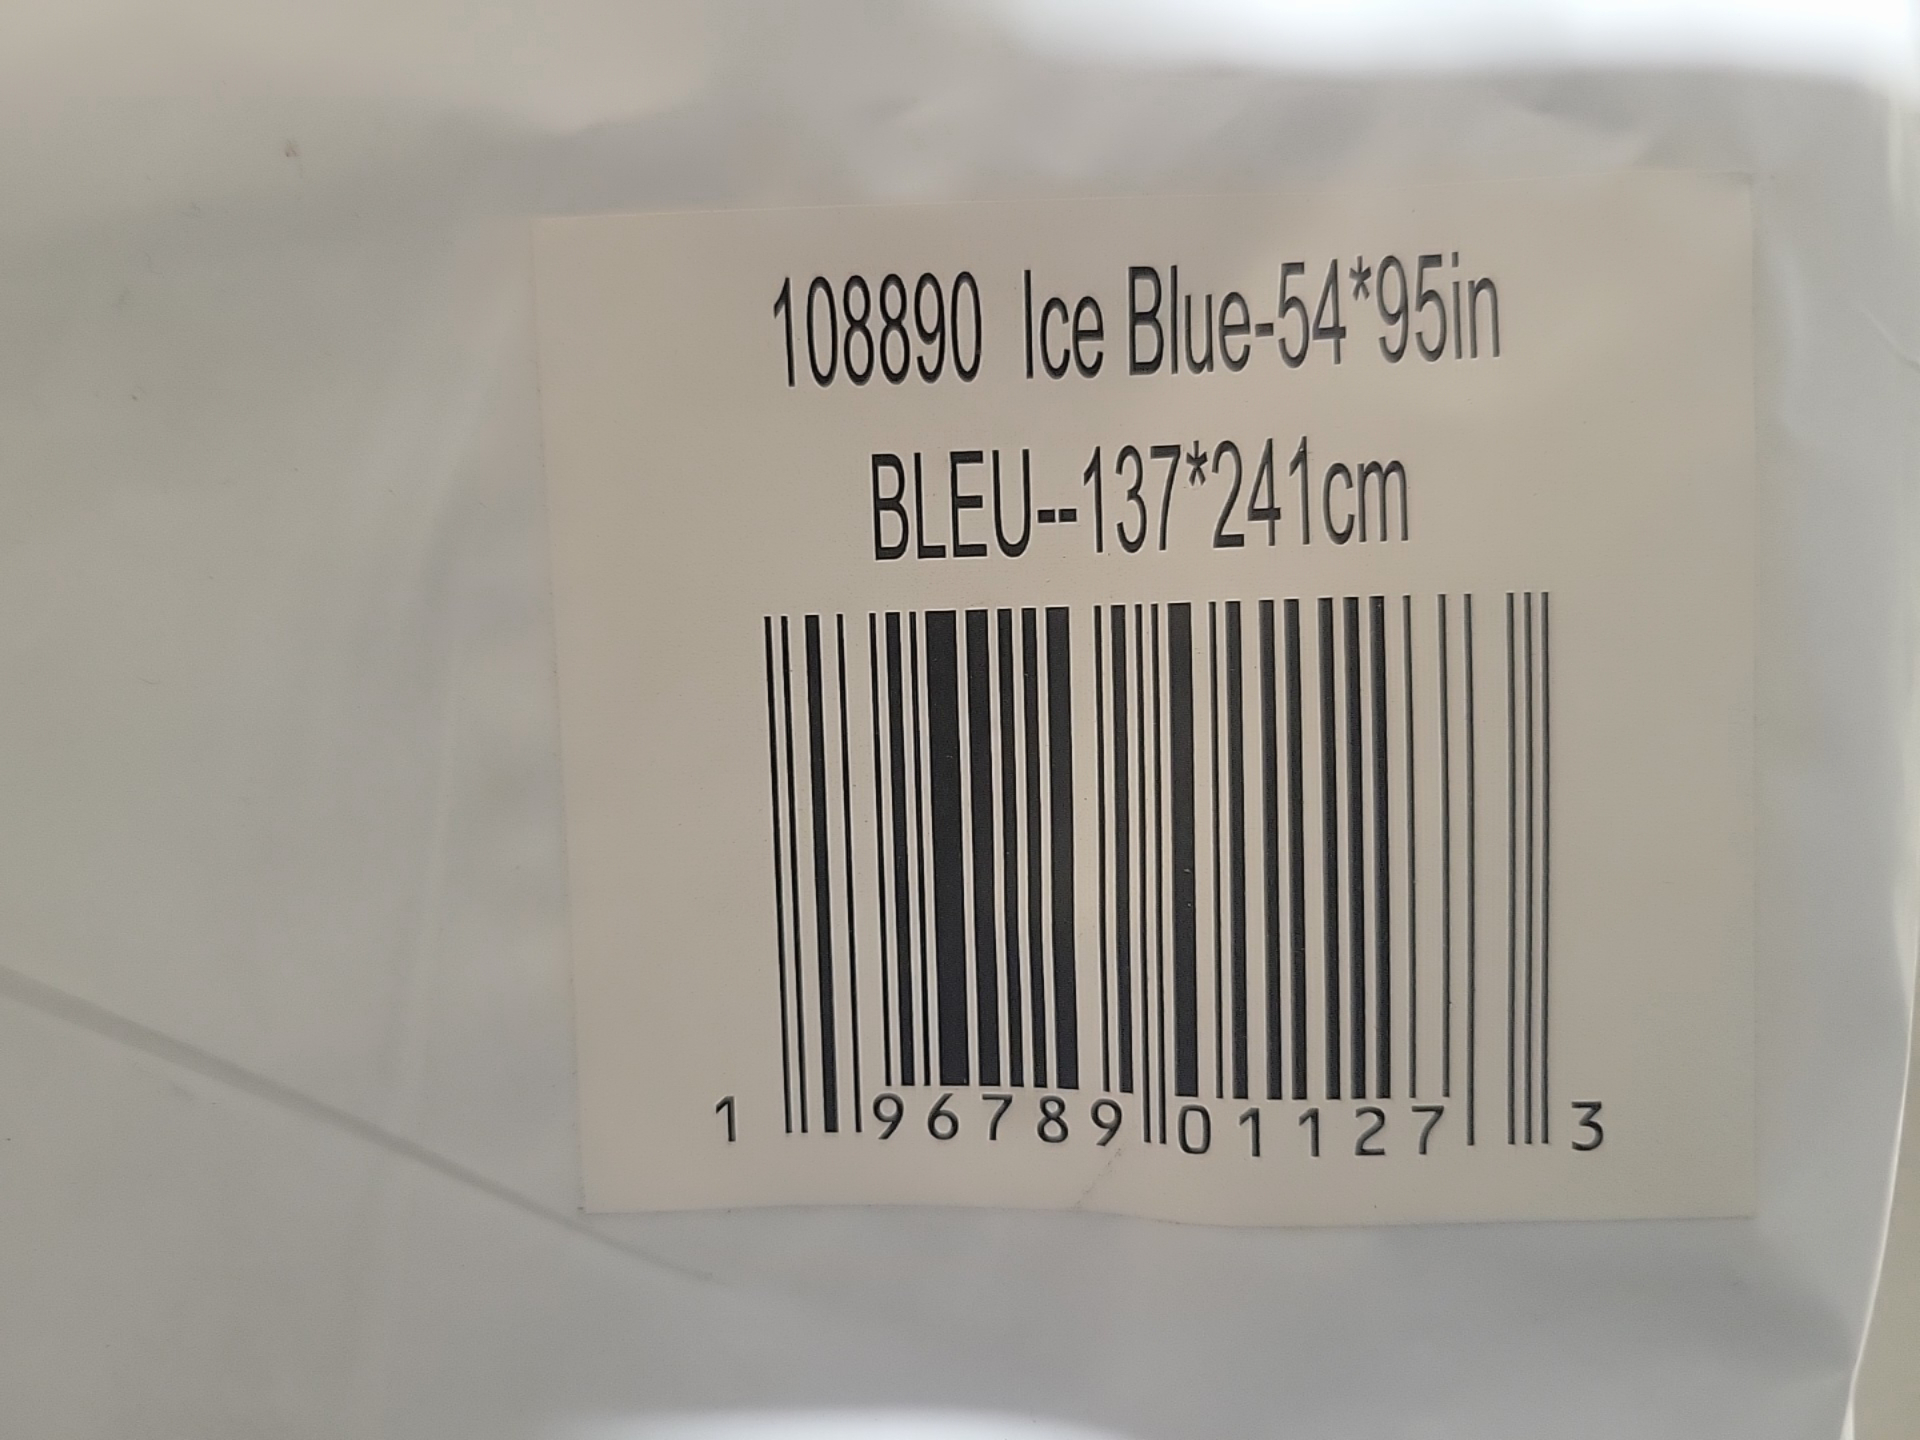 108890 Ice Blue-54*95in
BLEU--137*241cm
1 96789 01127 3